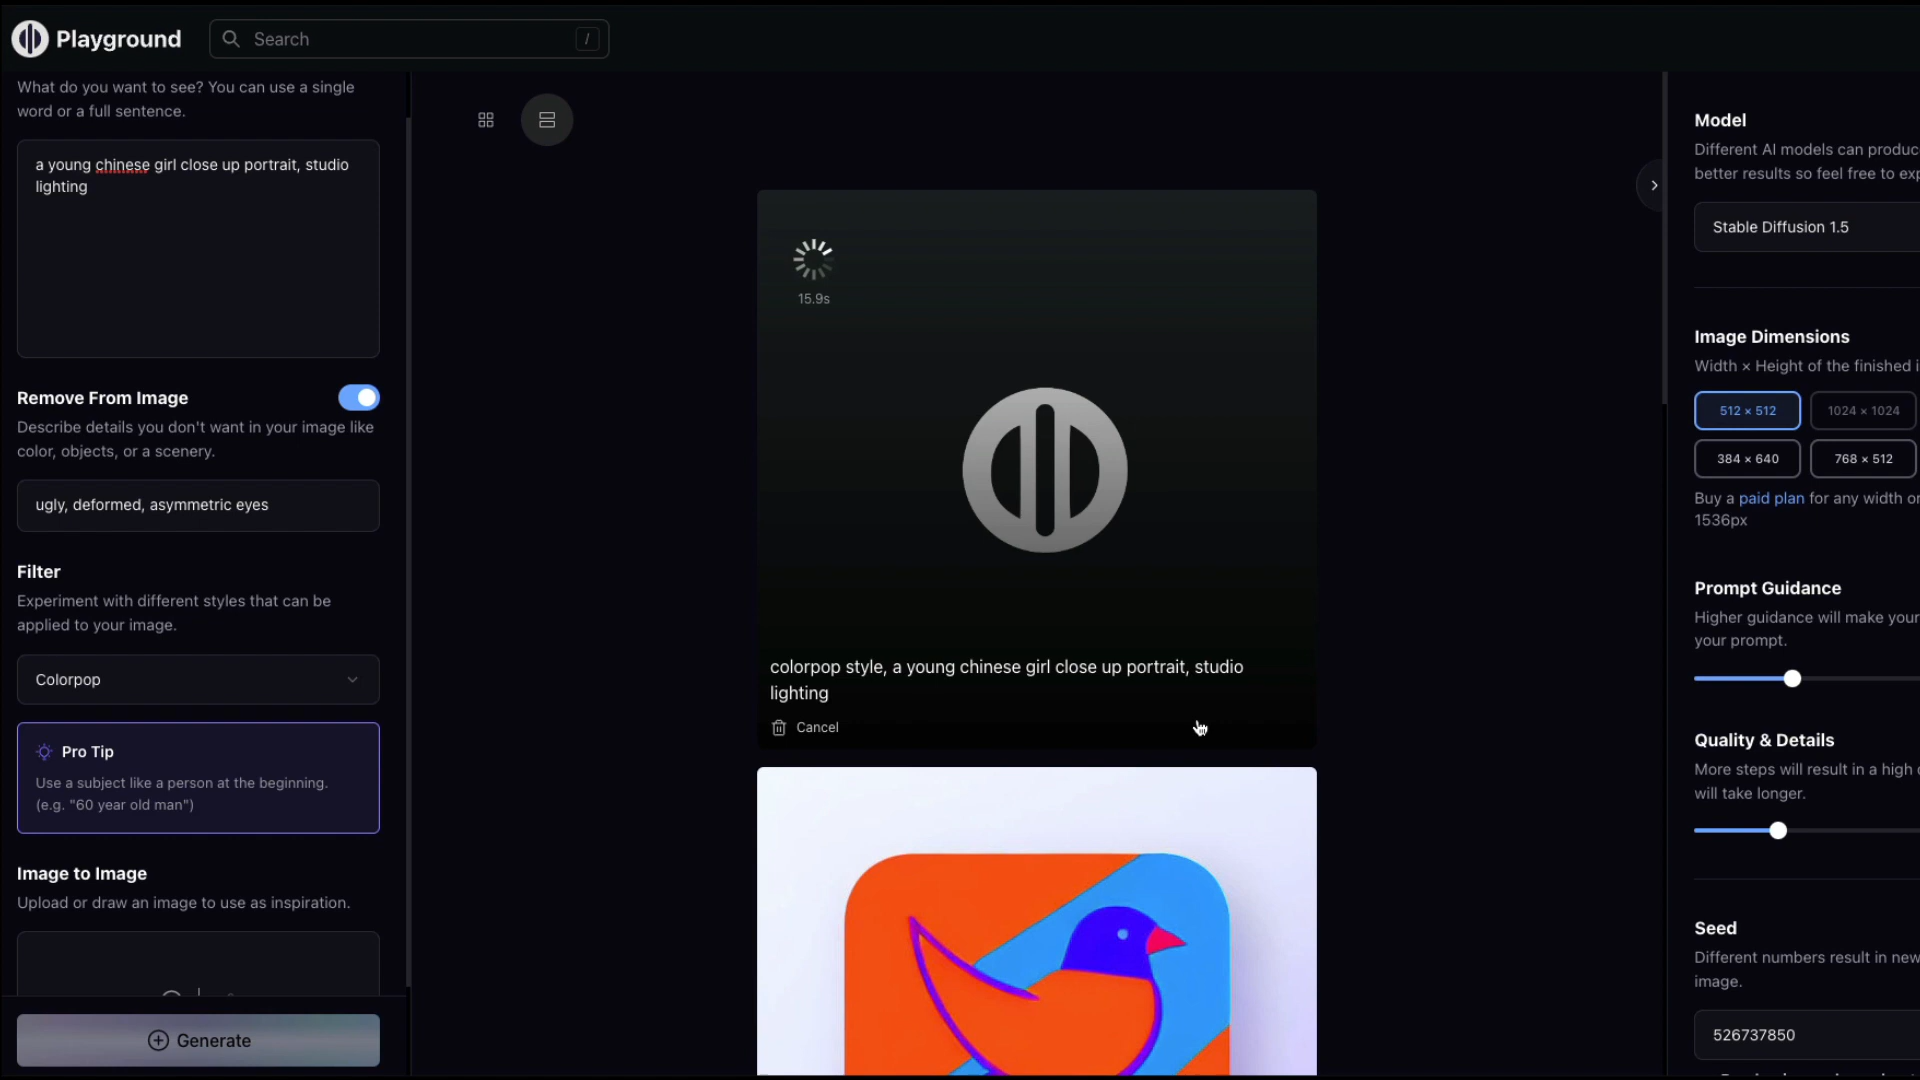 Playground
Search
/
What do you want to see? You can use a single
word or a full sentence.
a young chinese girl close up portrait, studio
lighting
Remove From Image
Describe details you don't want in your image like
color, objects, or a scenery.
ugly, deformed, asymmetric eyes
Filter
Experiment with different styles that can be
applied to your image.
Colorpop
Pro Tip
Use a subject like a person at the beginning.
(e.g. "60 year old man")
Image to Image
Upload or draw an image to use as inspiration.
Generate
15.9s
colorpop style, a young chinese girl close up portrait, studio
lighting
Cancel
Model
Different AI models can produc
better results so feel free to exp
Stable Diffusion 1.5
Image Dimensions
Width × Height of the finished i
512 × 512
1024 × 1024
384 × 640
768 × 512
Buy a paid plan for any width or
1536px
Prompt Guidance
Higher guidance will make your
your prompt.
Quality & Details
More steps will result in a high
will take longer.
Seed
Different numbers result in new
image.
526737850